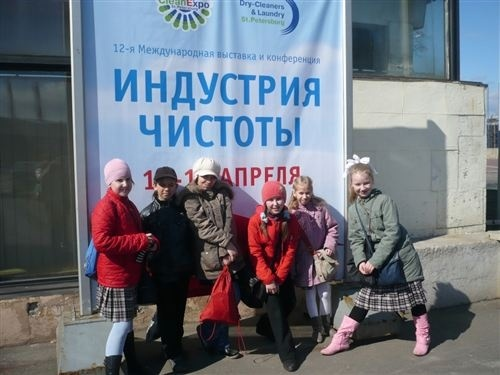 CleanExpo
Dry-Cleaners
& Laundry
St.Petersburg
12-я Международная выставка и конференция
ИНДУСТРИЯ
ЧИСТОТЫ
АПРЕЛЯ